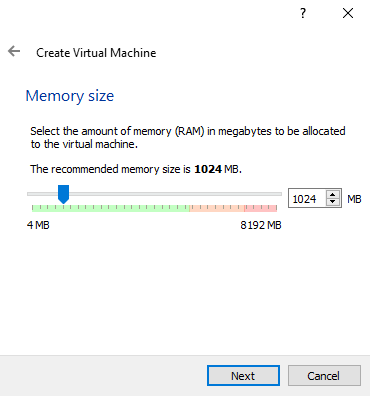 ?
Create Virtual Machine
Memory size
Select the amount of memory (RAM) in megabytes to be allocated
to the virtual machine.
The recommended memory size is 1024 MB.
1024 MB
4 MB 8192 MB
Next Cancel